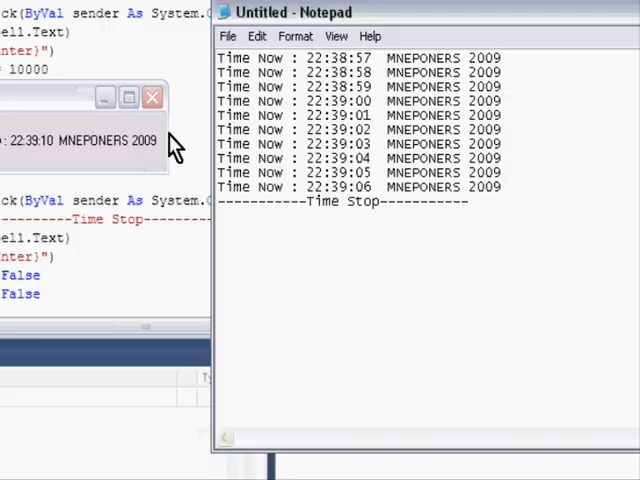 ck(ByVal sender As System.
ell.Text)
nter}")
= 10000
: 22:39:10 MNEPONERS 2009
ck(ByVal sender As System.
----------Time Stop--------
ell.Text)
nter}")
False
False
Untitled - Notepad
File Edit Format View Help
Time Now : 22:38:57 MNEPONERS 2009
Time Now : 22:38:58 MNEPONERS 2009
Time Now : 22:38:59 MNEPONERS 2009
Time Now : 22:39:00 MNEPONERS 2009
Time Now : 22:39:01 MNEPONERS 2009
Time Now : 22:39:02 MNEPONERS 2009
Time Now : 22:39:03 MNEPONERS 2009
Time Now : 22:39:04 MNEPONERS 2009
Time Now : 22:39:05 MNEPONERS 2009
Time Now : 22:39:06 MNEPONERS 2009
-----------Time Stop-----------